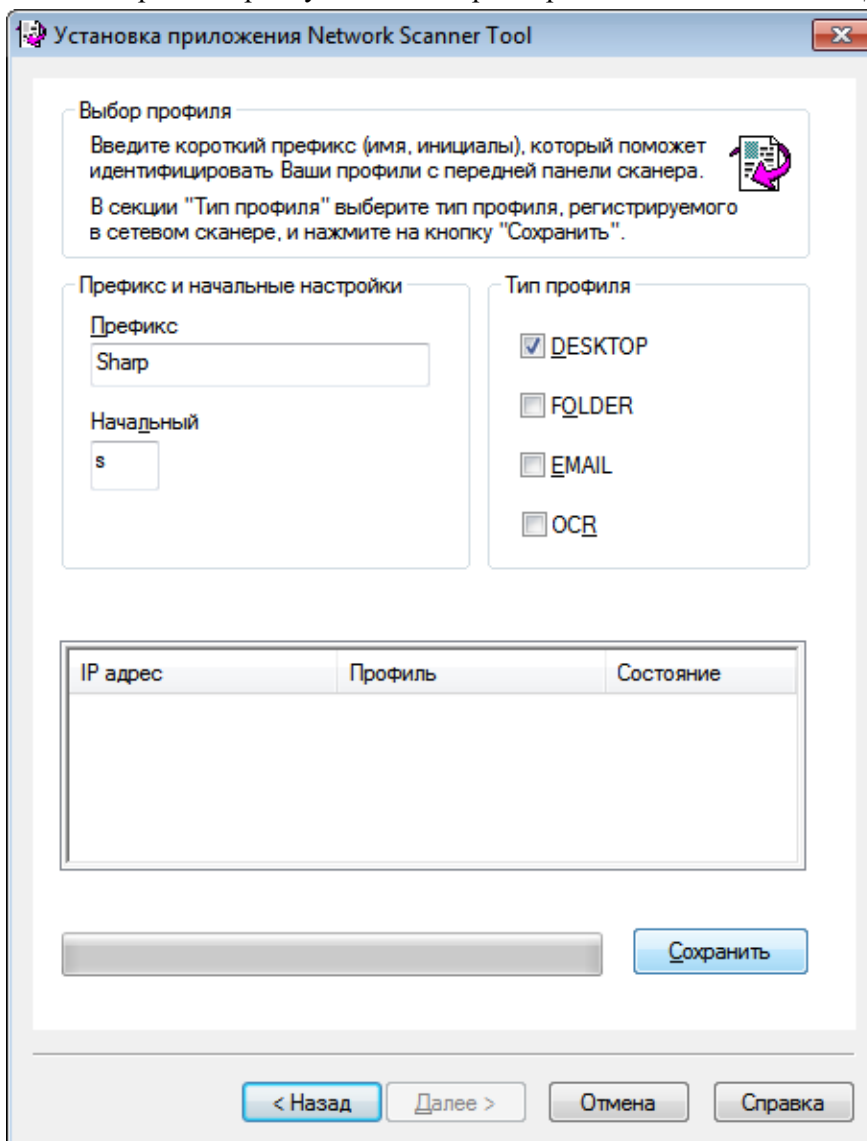 Установка приложения Network Scanner Tool
Выбор профиля
Введите короткий префикс (имя, инициалы), который поможет
идентифицировать Ваши профили с передней панели сканера.
В секции "Тип профиля" выберите тип профиля, регистрируемого
в сетевом сканере, и нажмите на кнопку "Сохранить".
Префикс и начальные настройки
Префикс
Sharp
Начальный
s
Тип профиля
DESKTOP
FOLDER
EMAIL
OCR
IP адрес Профиль Состояние
Сохранить
< Назад Далее > Отмена Справка